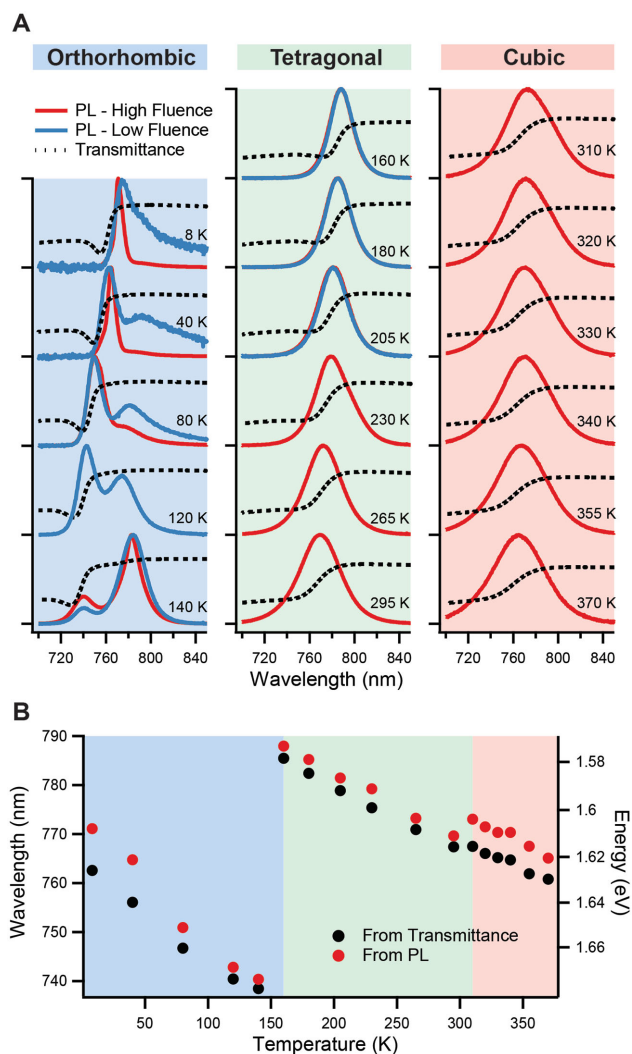 A
Orthorhombic
Tetragonal
Cubic
PL - High Fluence
PL - Low Fluence
Transmittance
8 K
40 K
80 K
120 K
140 K
160 K
180 K
205 K
230 K
265 K
295 K
310 K
320 K
330 K
340 K
355 K
370 K
720 760 800 840
720 760 800 840
720 760 800 840
Wavelength (nm)
B
790
780
770
760
750
740
Wavelength (nm)
1.58
1.6
1.62
1.64
1.66
Energy (eV)
From Transmittance
From PL
50 100 150 200 250 300 350
Temperature (K)